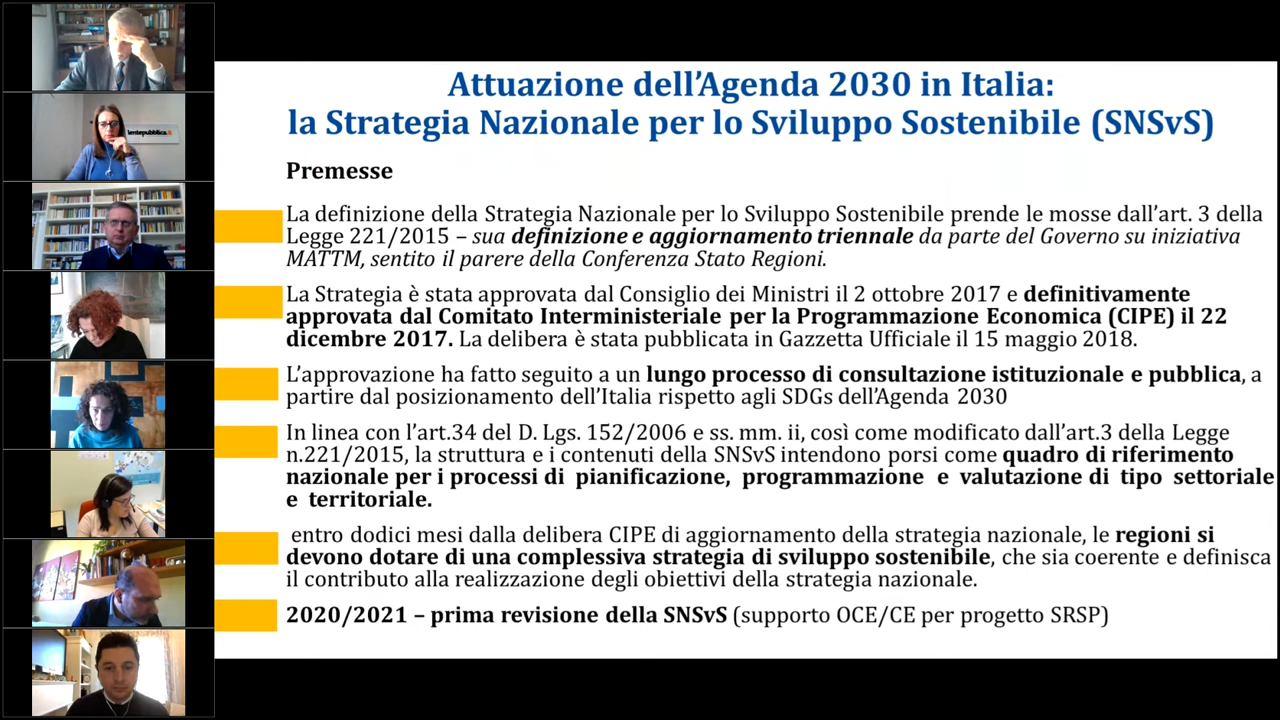 Attuazione dell'Agenda 2030 in Italia:
la Strategia Nazionale per lo Sviluppo Sostenibile (SNSvS)
Premesse
La definizione della Strategia Nazionale per lo Sviluppo Sostenibile prende le mosse dall'art. 3 della
Legge 221/2015 – sua definizione e aggiornamento triennale da parte del Governo su iniziativa
MATTM, sentito il parere della Conferenza Stato Regioni.
La Strategia è stata approvata dal Consiglio dei Ministri il 2 ottobre 2017 e definitivamente
approvata dal Comitato Interministeriale per la Programmazione Economica (CIPE) il 22
dicembre 2017. La delibera è stata pubblicata in Gazzetta Ufficiale il 15 maggio 2018.
L'approvazione ha fatto seguito a un lungo processo di consultazione istituzionale e pubblica, a
partire dal posizionamento dell'Italia rispetto agli SDGs dell'Agenda 2030
In linea con l'art.34 del D. Lgs. 152/2006 e ss. mm. ii, così come modificato dall'art.3 della Legge
n.221/2015, la struttura e i contenuti della SNSvS intendono porsi come quadro di riferimento
nazionale per i processi di pianificazione, programmazione e valutazione di tipo settoriale
e territoriale.
entro dodici mesi dalla delibera CIPE di aggiornamento della strategia nazionale, le regioni si
devono dotare di una complessiva strategia di sviluppo sostenibile, che sia coerente e definisca
il contributo alla realizzazione degli obiettivi della strategia nazionale.
2020/2021 – prima revisione della SNSvS (supporto OCE/CE per progetto SRSP)
lentepubblica.it